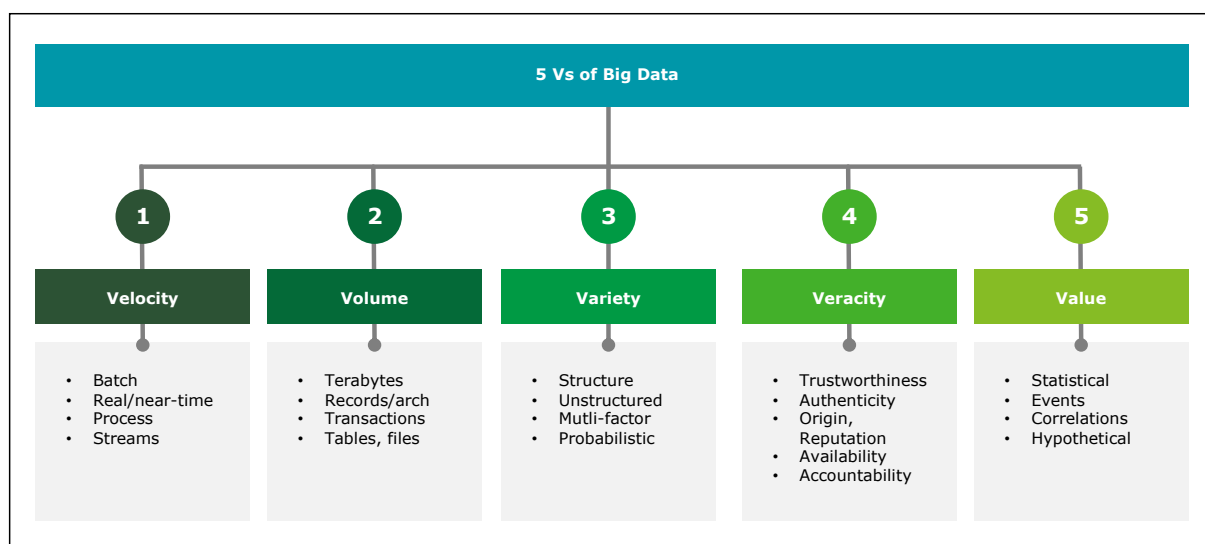 5 Vs of Big Data
1
2
3
4
5
Velocity
Volume
Variety
Veracity
Value
• Batch
• Real/near-time
• Process
• Streams
• Terabytes
• Records/arch
• Transactions
• Tables, files
• Structure
• Unstructured
• Mutli-factor
• Probabilistic
• Trustworthiness
• Authenticity
• Origin,
Reputation
• Availability
• Accountability
• Statistical
• Events
• Correlations
• Hypothetical